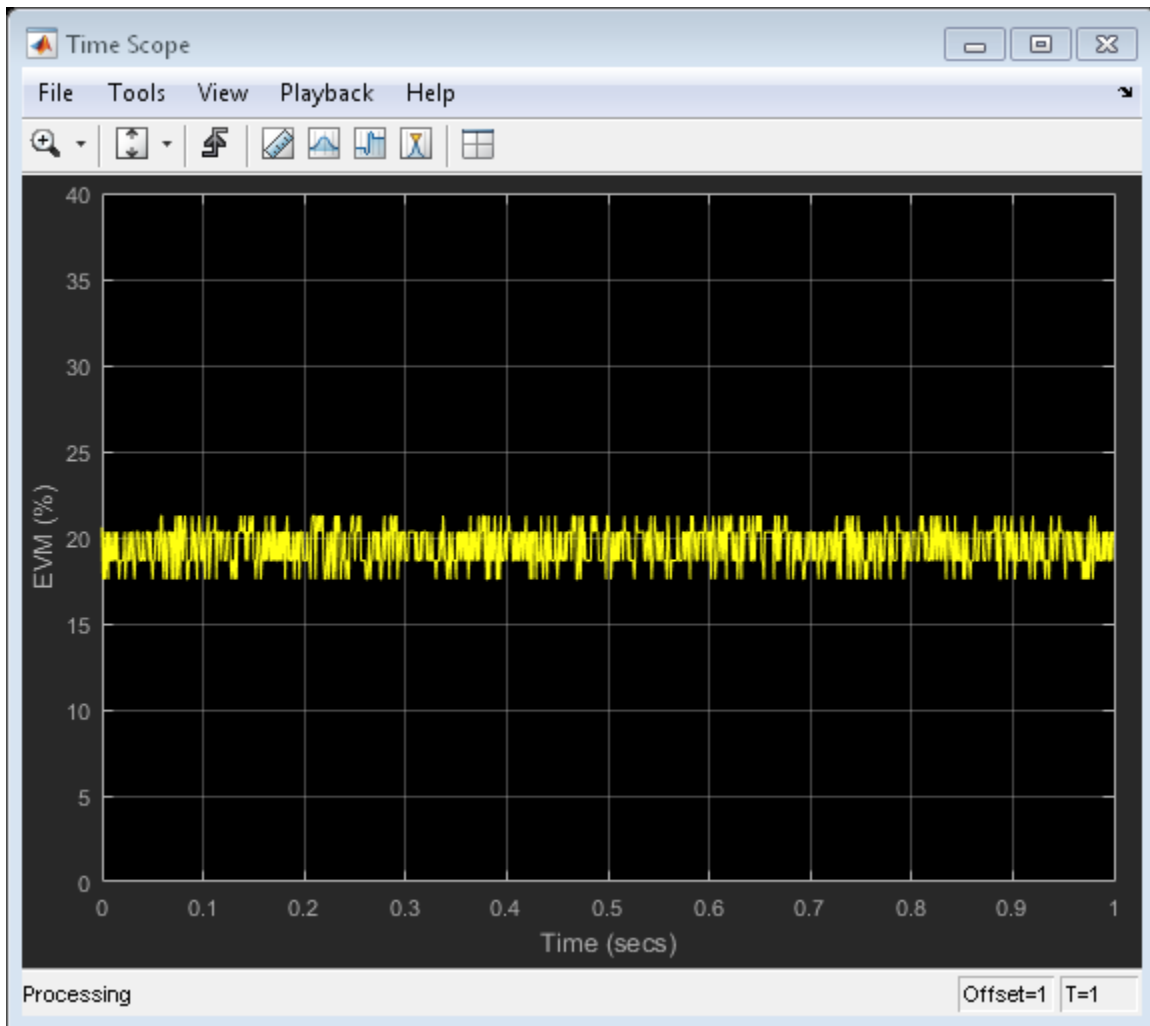 Time Scope
File Tools View Playback Help
40
35
30
25
20
15
10
5
0
EVM (%)
0 0.1 0.2 0.3 0.4 0.5 0.6 0.7 0.8 0.9 1
Time (secs)
Processing Offset=1 T=1